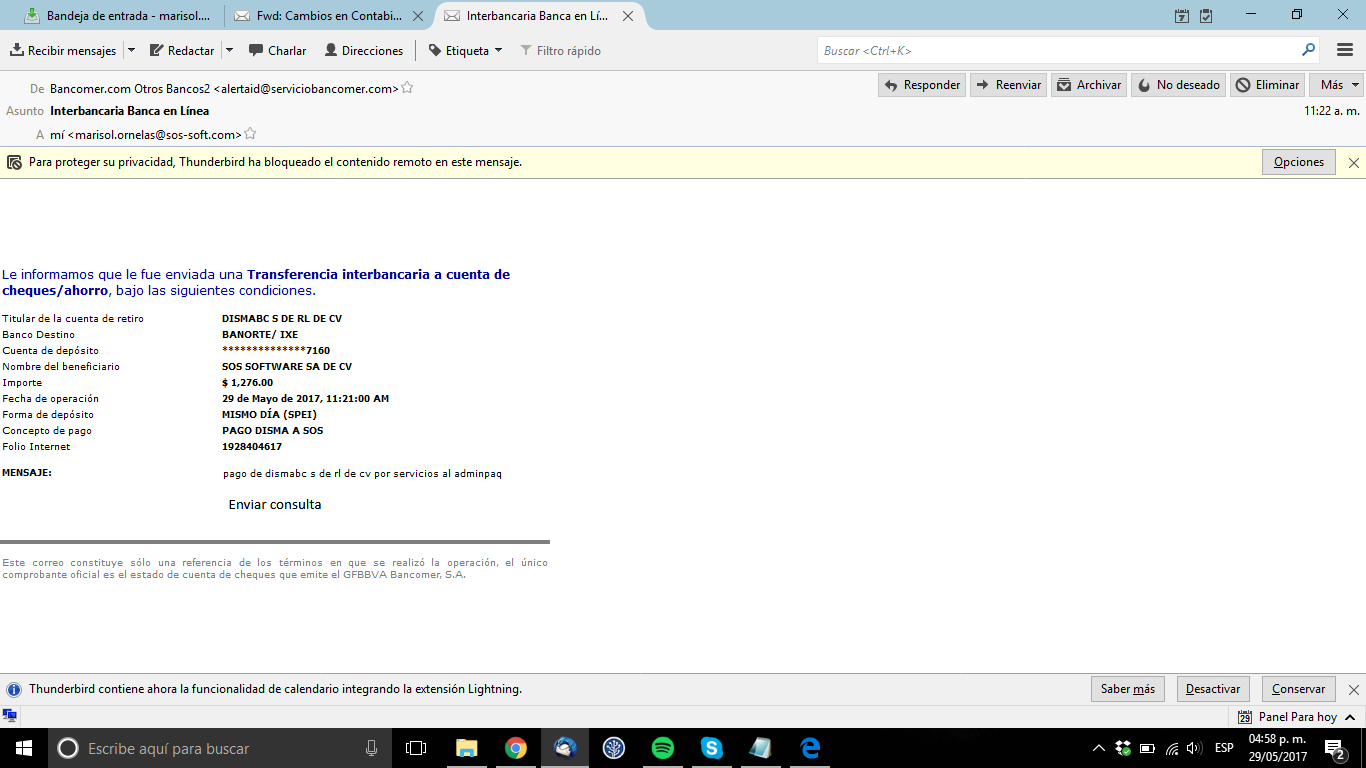 Bandeja de entrada - marisol....
Fwd: Cambios en Contabi...
Interbancaria Banca en Lí...
Recibir mensajes
Redactar
Charlar
Direcciones
Etiqueta
Filtro rápido
Buscar <Ctrl+K>
De Bancomer.com Otros Bancos2 <alertaid@serviciobancomer.com>
Responder
Reenviar
Archivar
No deseado
Eliminar
Más
Asunto Interbancaria Banca en Línea
11:22 a. m.
A mí <marisol.ornelas@sos-soft.com>
Para proteger su privacidad, Thunderbird ha bloqueado el contenido remoto en este mensaje.
Opciones
Le informamos que le fue enviada una Transferencia interbancaria a cuenta de
cheques/ahorro, bajo las siguientes condiciones.
Titular de la cuenta de retiro DISMABC S DE RL DE CV
Banco Destino BANORTE/ IXE
Cuenta de depósito **************7160
Nombre del beneficiario SOS SOFTWARE SA DE CV
Importe $ 1,276.00
Fecha de operación 29 de Mayo de 2017, 11:21:00 AM
Forma de depósito MISMO DÍA (SPEI)
Concepto de pago PAGO DISMA A SOS
Folio Internet 1928404617
MENSAJE: pago de dismabc s de rl de cv por servicios al adminpaq
Enviar consulta
Este correo constituye sólo una referencia de los términos en que se realizó la operación, el único
comprobante oficial es el estado de cuenta de cheques que emite el GFBBVA Bancomer, S.A.
Thunderbird contiene ahora la funcionalidad de calendario integrando la extensión Lightning.
Saber más
Desactivar
Conservar
29 Panel Para hoy
Escribe aquí para buscar
ESP
04:58 p. m.
29/05/2017
2